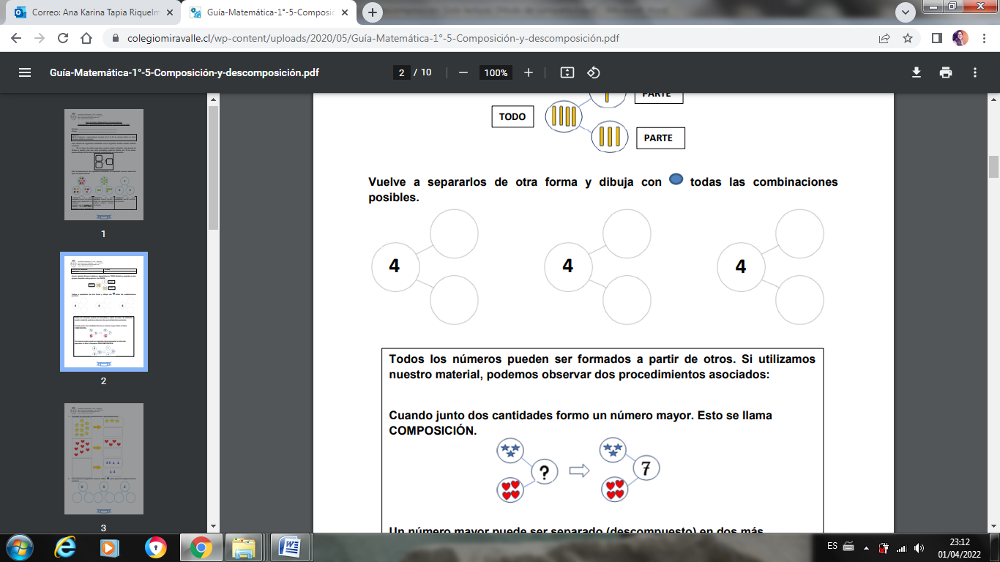 Correo: Ana Karina Tapia Riquelm
Guía-Matemática-1°-5-Composic
colegiomiravalle.cl/wp-content/uploads/2020/05/Guía-Matemática-1°-5-Composición-y-descomposición.pdf
Guía-Matemática-1°-5-Composición-y-descomposición.pdf
2 / 10
100%
PARTE
TODO
PARTE
Vuelve a separarlos de otra forma y dibuja con todas las combinaciones
posibles.
4 4 4
Todos los números pueden ser formados a partir de otros. Si utilizamos
nuestro material, podemos observar dos procedimientos asociados:
Cuando junto dos cantidades formo un número mayor. Esto se llama
COMPOSICIÓN.
? 7
Un número mayor puede ser separado (descompuesto) en dos más
1
2
3
ES
23:12
01/04/2022